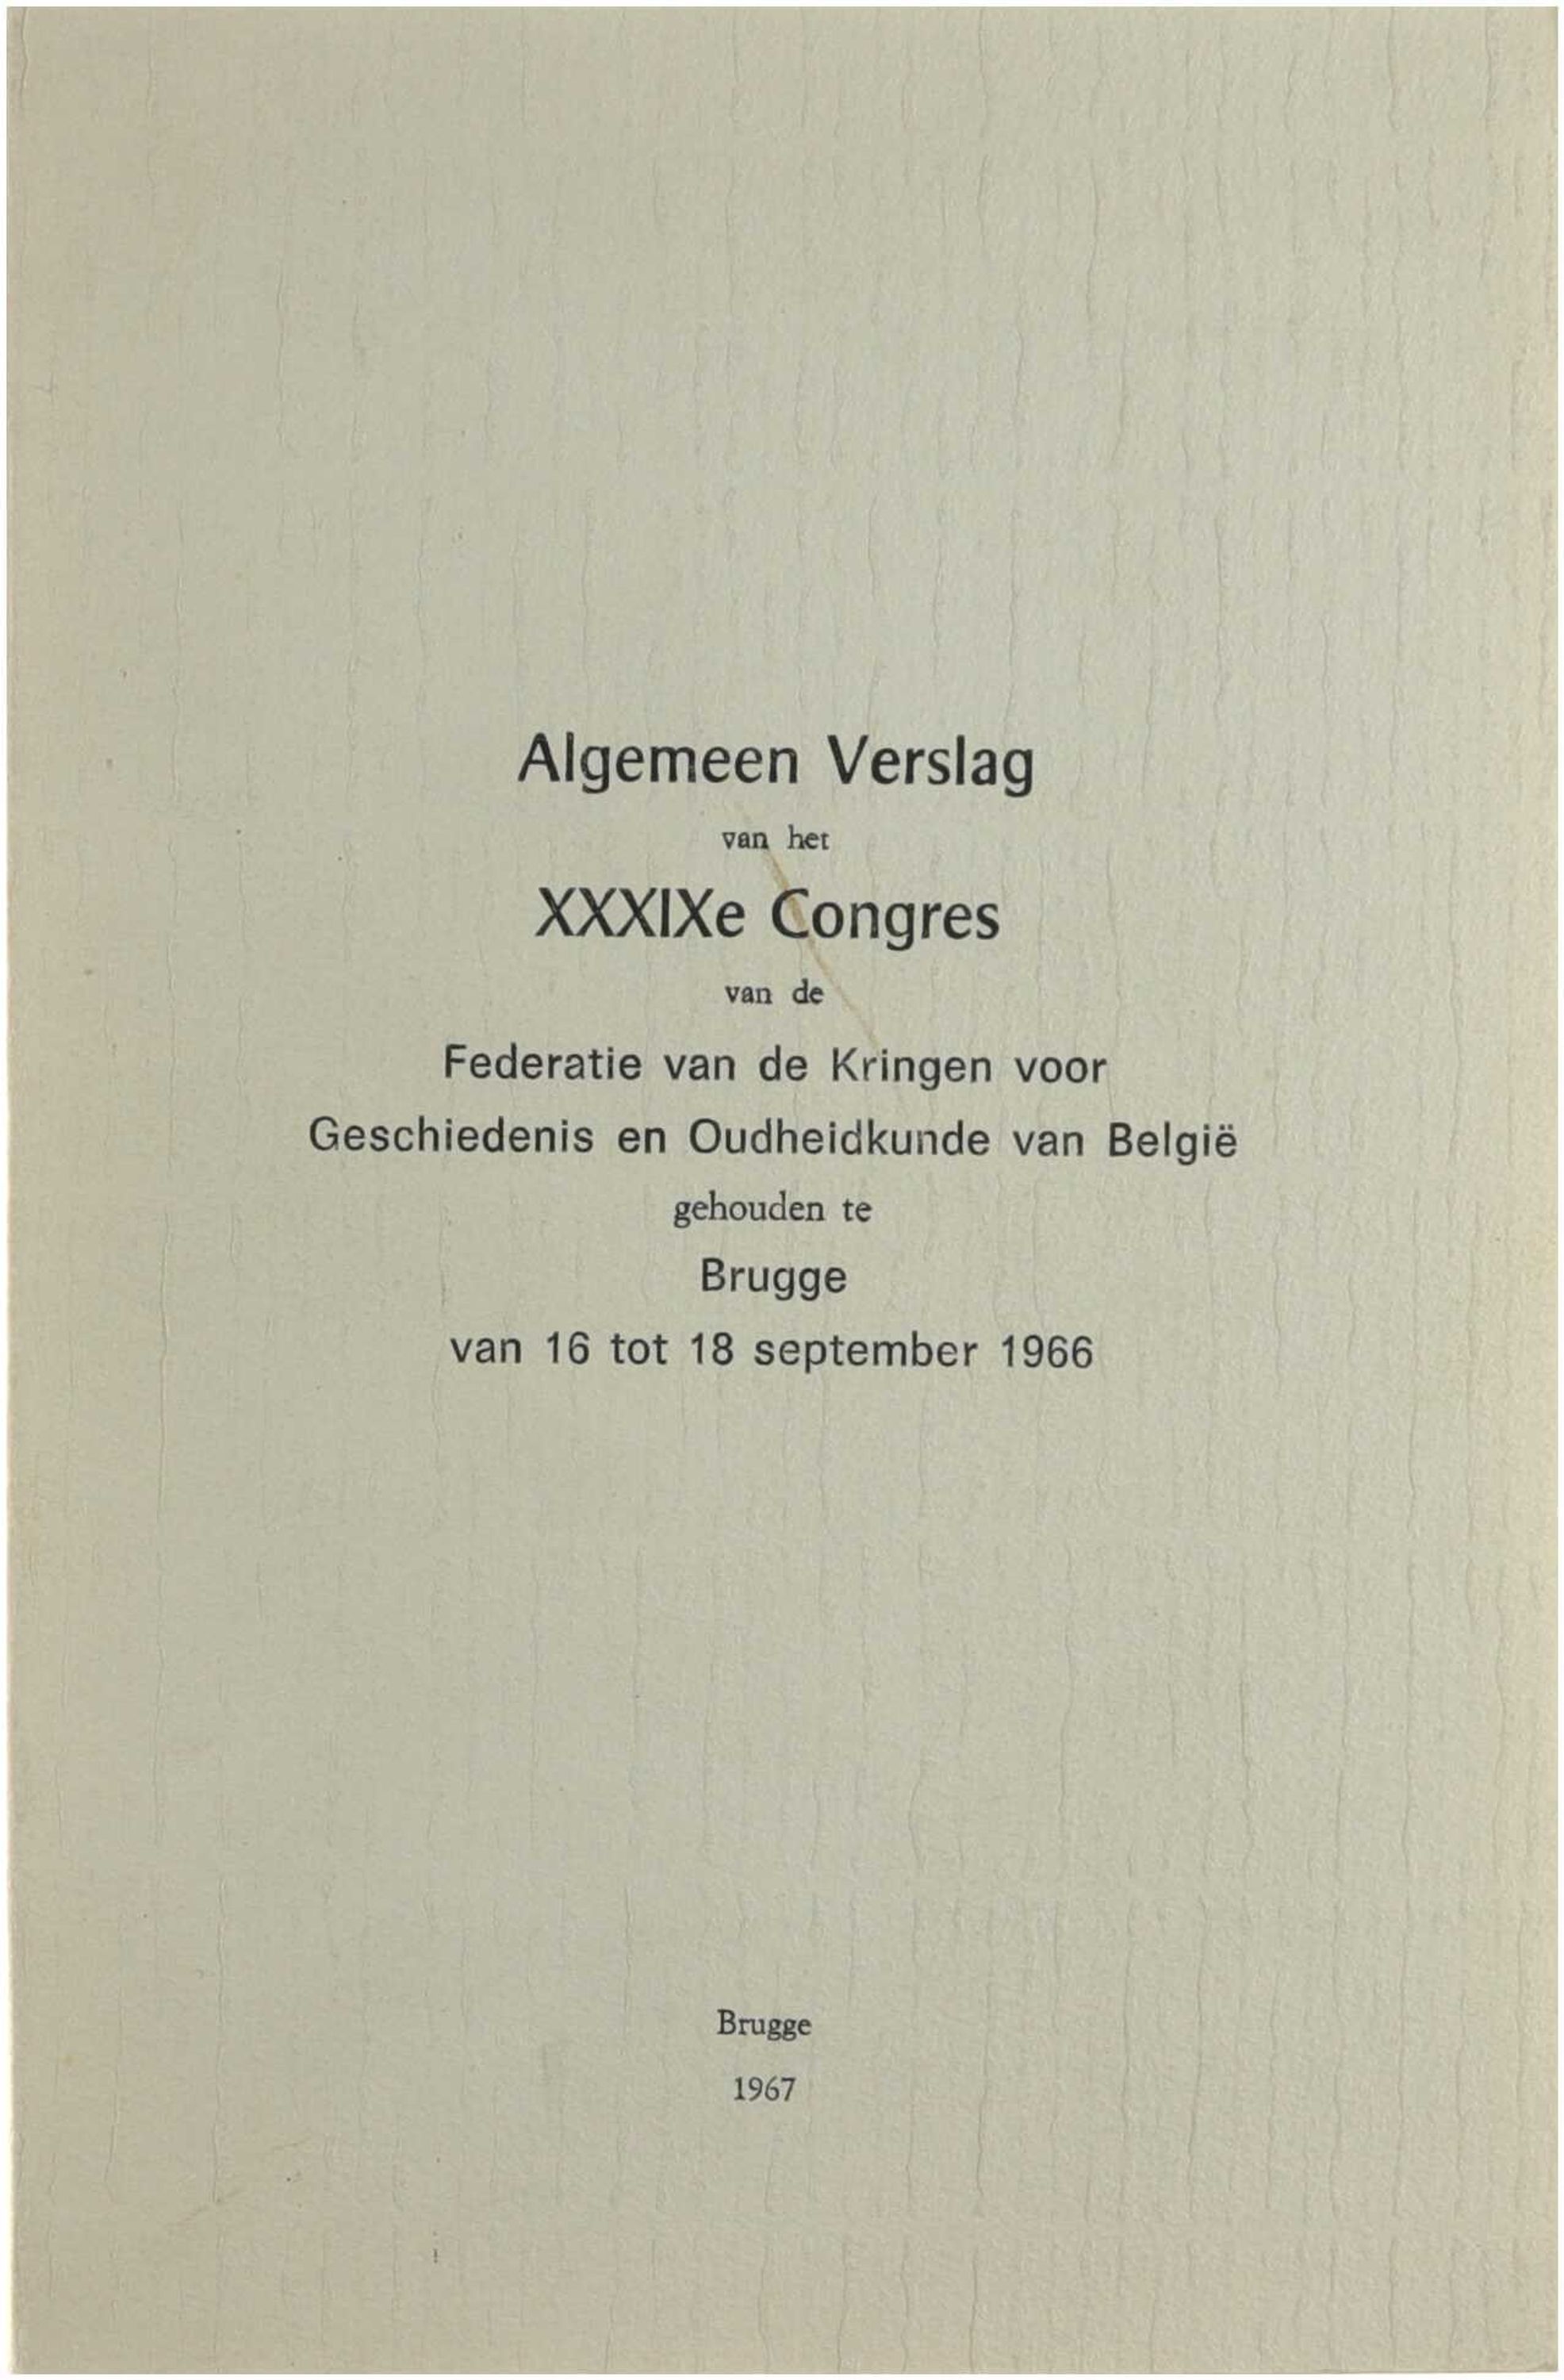 Algemeen Verslag
van het
XXXIXe Congres
van de
Federatie van de Kringen voor
Geschiedenis en Oudheidkunde van België
gehouden te
Brugge
van 16 tot 18 september 1966
Brugge
1967